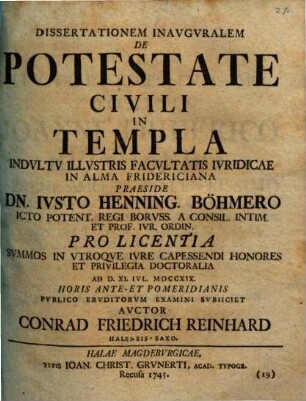 DISSERTATIONEM INAVGVRALEM
DE
POTESTATE
CIVILI
IN
TEMPLA
INDVLTV ILLVSTRIS FACVLTATIS IVRIDICAE
IN ALMA FRIDERICIANA
PRAESIDE
DN. IVSTO HENNING. BÖHMERO
ICTO POTENT. REGI BORVSS. A CONSIL. INTIM.
ET PROF. IVR. ORDIN.
PRO LICENTIA
SVMMOS IN VTROQVE IVRE CAPESSENDI HONORES
ET PRIVILEGIA DOCTORALIA
AD D. XI. IVL. MDCCXIX.
HORIS ANTE-ET POMERIDIANIS
PVBLICO ERVDITORVM EXAMINI SVBIICIET
AVCTOR
CONRAD FRIEDRICH REINHARD
HALENSIS-SAXO.
HALAE MAGDEBVRGICAE,
TYPIS IOAN. CHRIST. GRVNERTI, ACAD. TYPOGR.
Recusa 1745. (19)